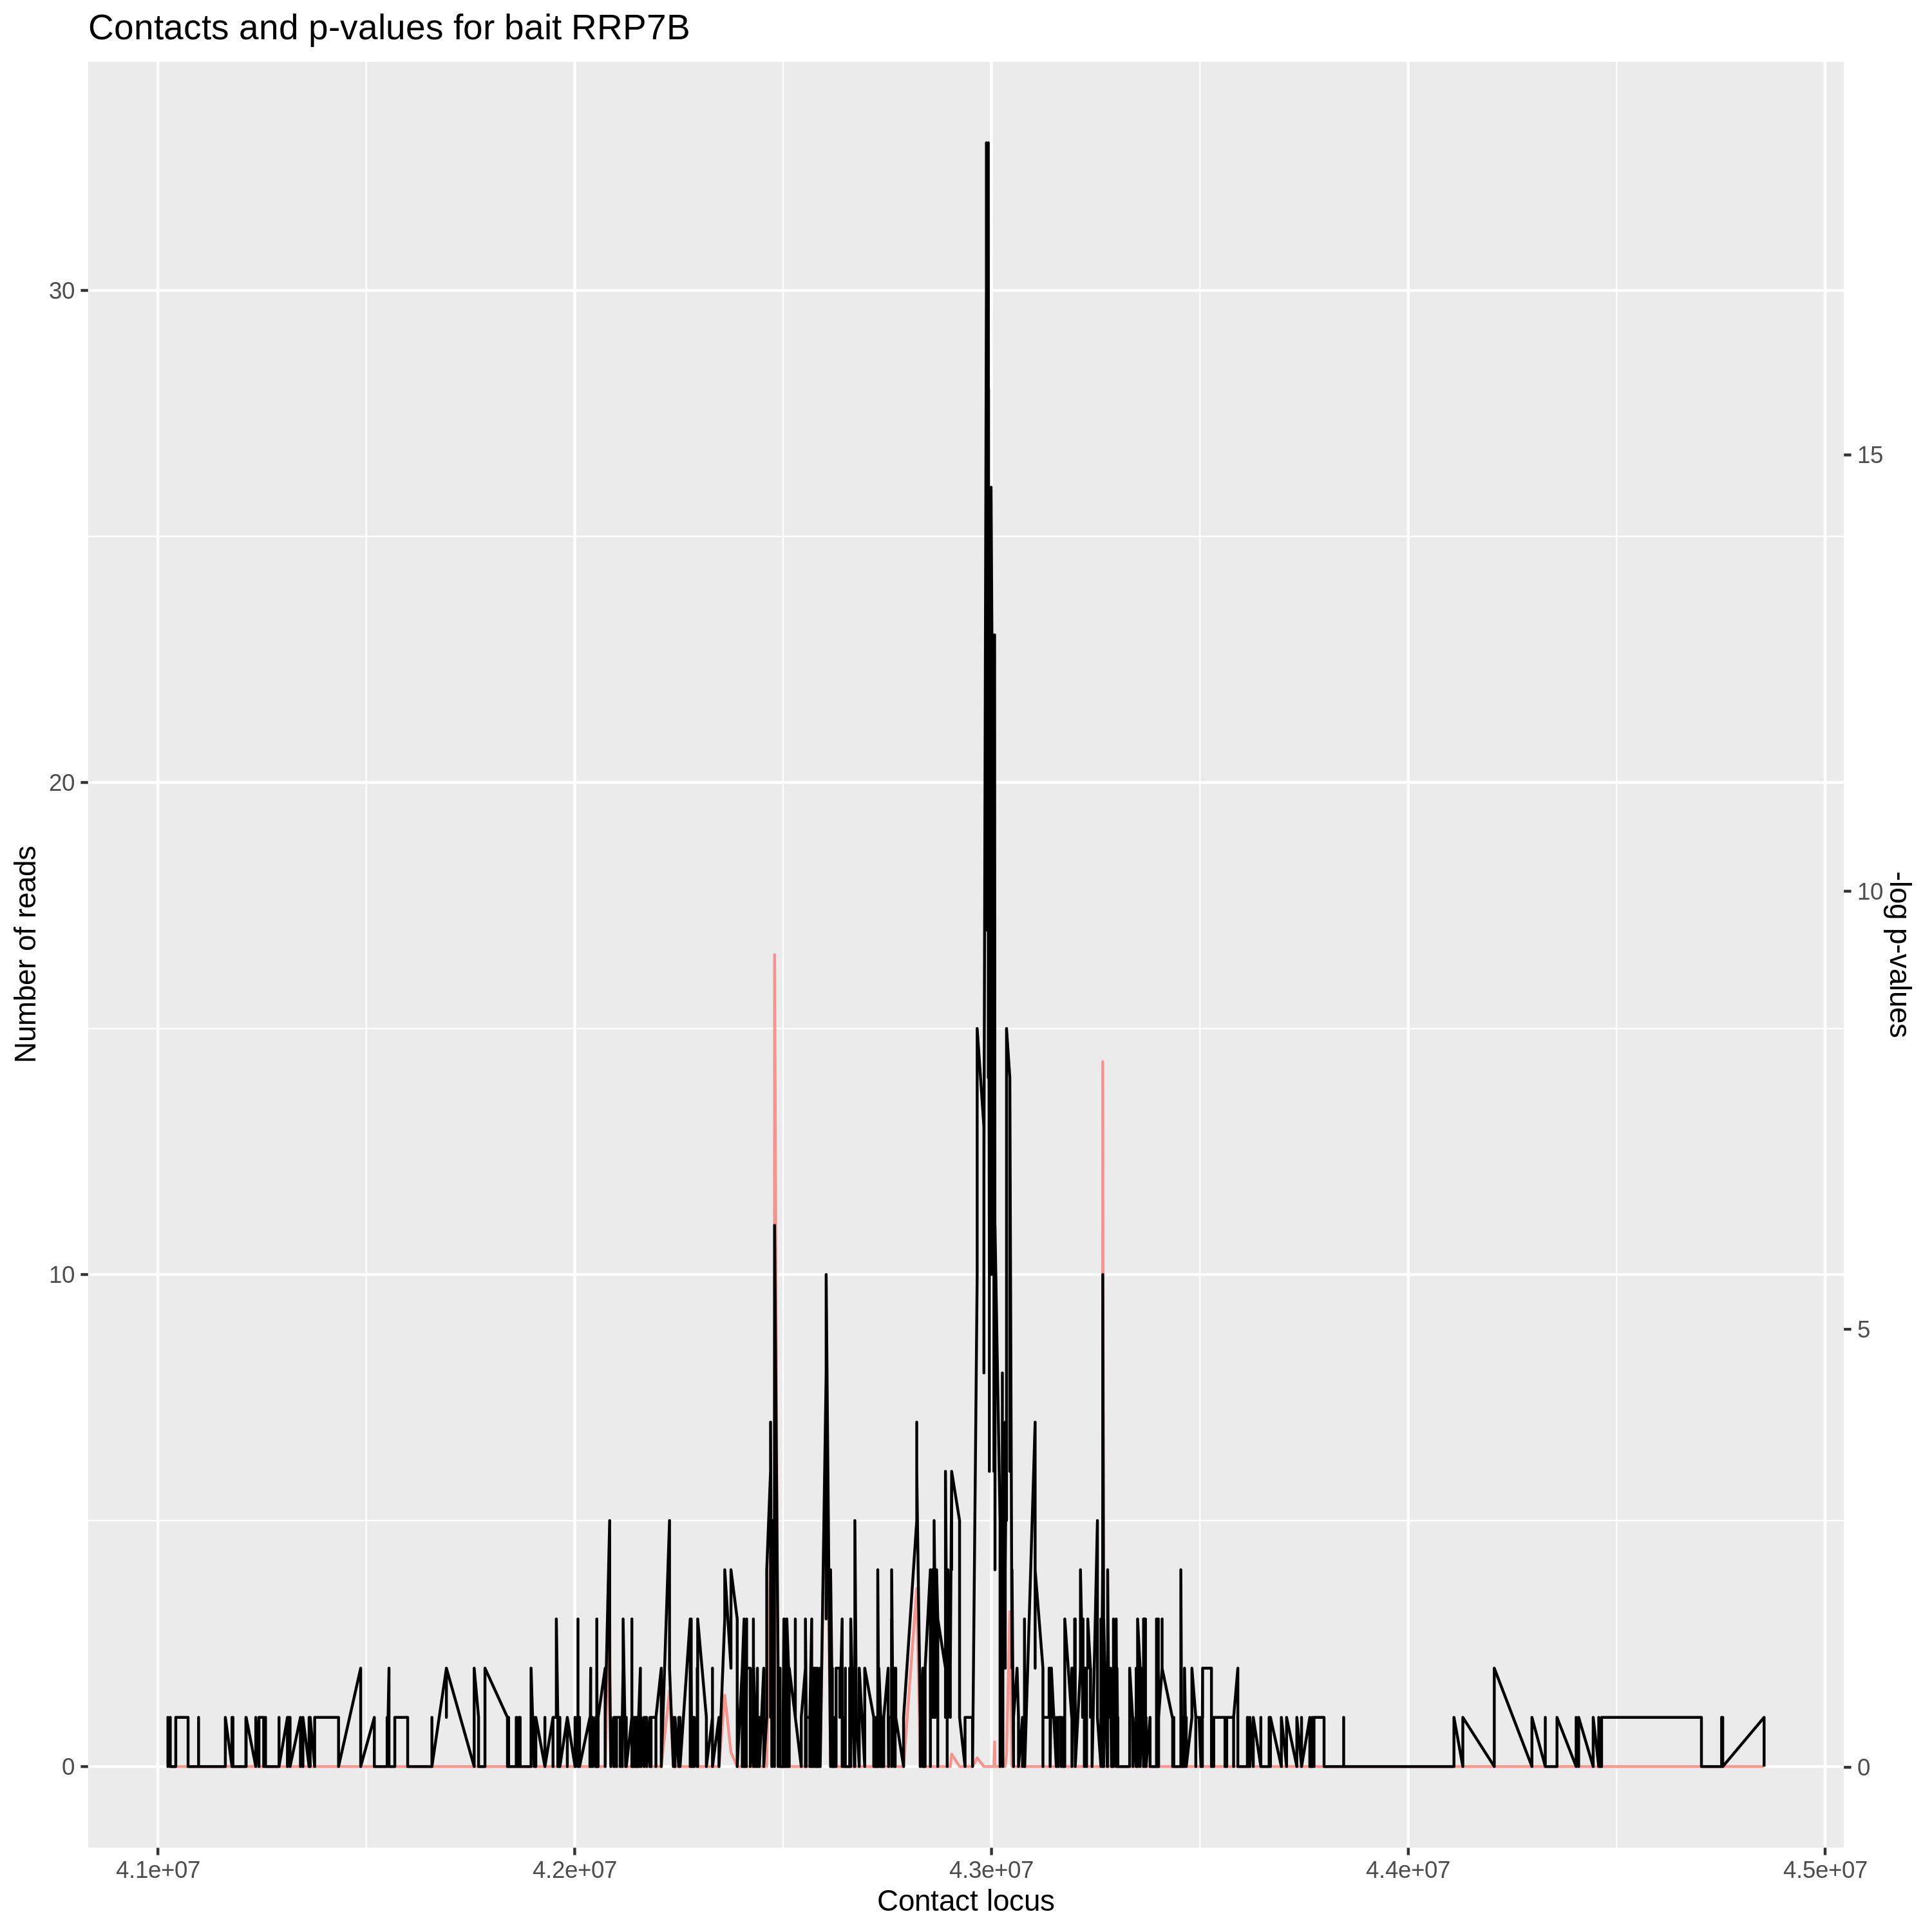 Contacts and p-values for bait RRP7B
30
20
10
0
Number of reads
15
10
5
0
-log p-values
4.1e+07
4.2e+07
4.3e+07
4.4e+07
4.5e+07
Contact locus